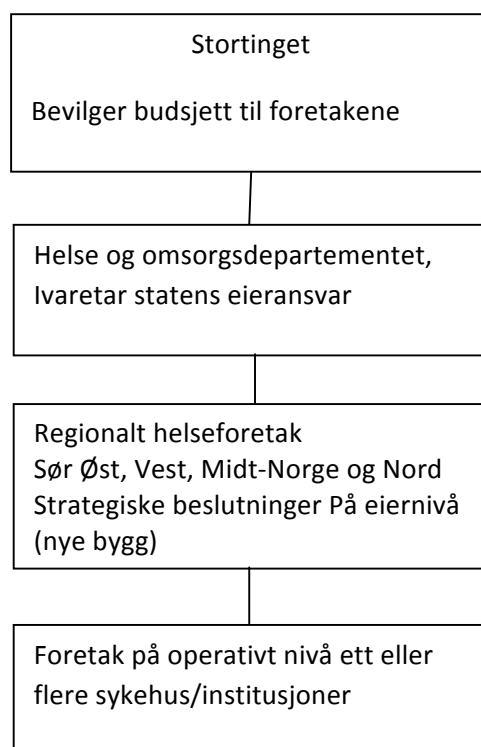 Stortinget
Bevilger budsjett til foretakene
Helse og omsorgsdepartementet,
Ivaretar statens eieransvar
Regionalt helseforetak
Sør Øst, Vest, Midt-Norge og Nord
Strategiske beslutninger På eiernivå
(nye bygg)
Foretak på operativt nivå ett eller
flere sykehus/institusjoner